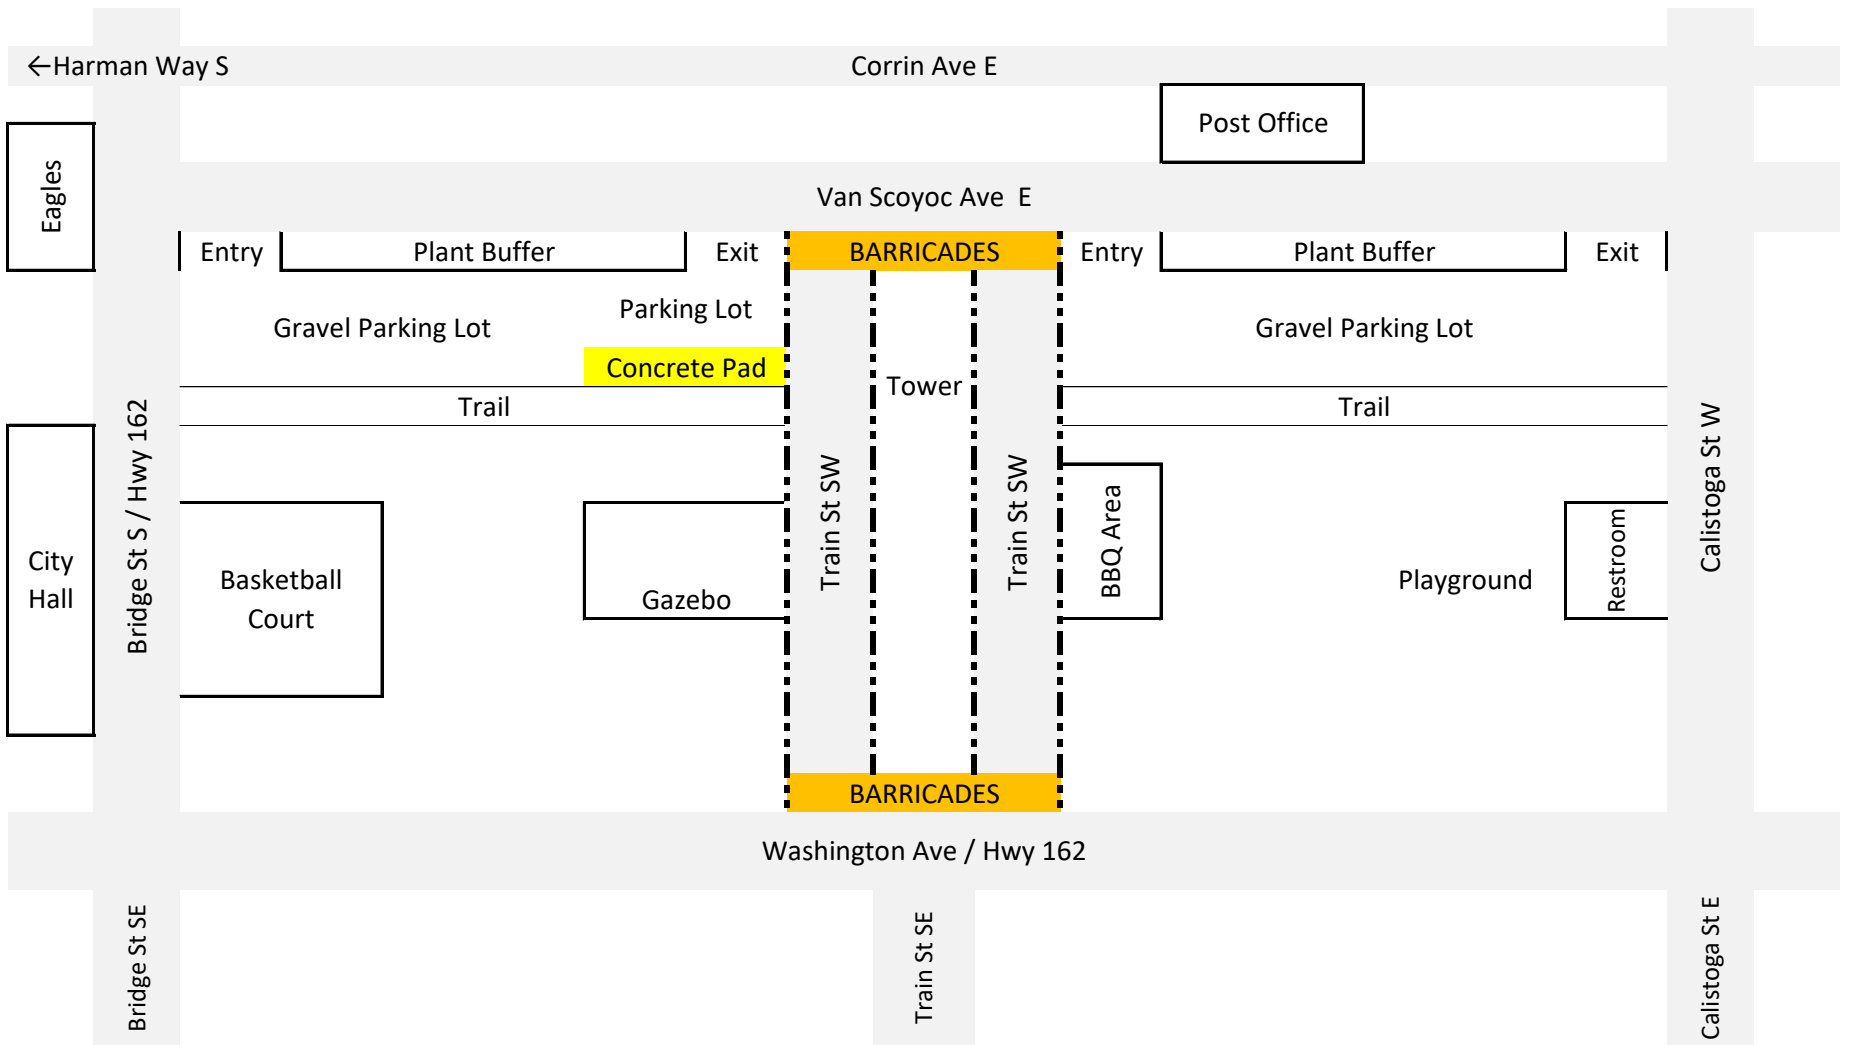 ←Harman Way S
Corrin Ave E
Post Office
Eagles
Van Scoyoc Ave  E
Entry
Plant Buffer
Exit
BARRICADES
Entry
Plant Buffer
Exit
Parking Lot
Gravel Parking Lot
Gravel Parking Lot
Concrete Pad
Tower
Trail
Trail
Bridge St S / Hwy 162
Train St SW
Train St SW
BBQ Area
Calistoga St W
City
Hall
Basketball
Court
Gazebo
Playground
Restroom
BARRICADES
Washington Ave / Hwy 162
Bridge St SE
Train St SE
Calistoga St E